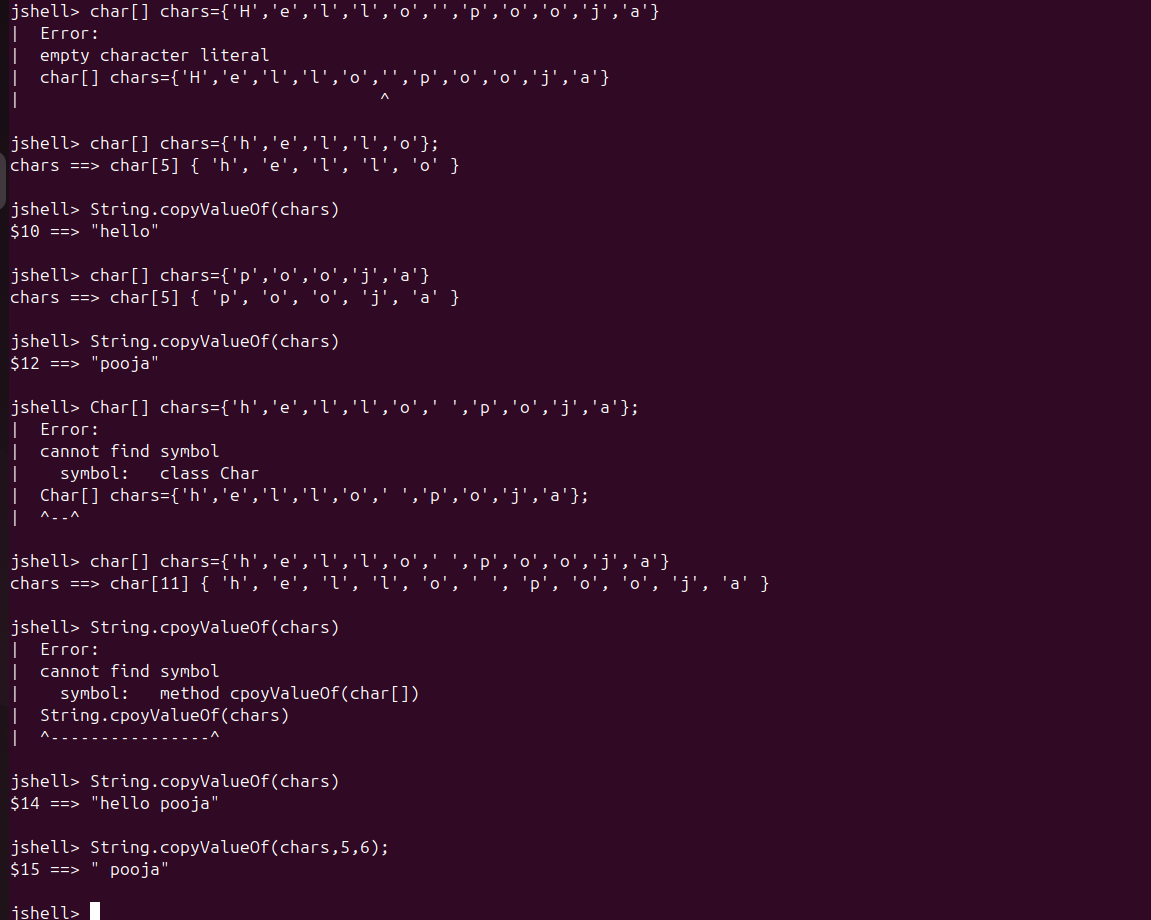 jshell> char[] chars={'H','e','l','l','o','','p','o','o','j','a'}
|  Error:
|  empty character literal
|  char[] chars={'H','e','l','l','o','','p','o','o','j','a'}
|                                    ^
jshell> char[] chars={'h','e','l','l','o'};
chars ==> char[5] { 'h', 'e', 'l', 'l', 'o' }
jshell> String.copyValueOf(chars)
$10 ==> "hello"
jshell> char[] chars={'p','o','o','j','a'}
chars ==> char[5] { 'p', 'o', 'o', 'j', 'a' }
jshell> String.copyValueOf(chars)
$12 ==> "pooja"
jshell> Char[] chars={'h','e','l','l','o',' ','p','o','j','a'};
|  Error:
|  cannot find symbol
|    symbol:   class Char
|  Char[] chars={'h','e','l','l','o',' ','p','o','j','a'};
|  ^--^
jshell> char[] chars={'h','e','l','l','o',' ','p','o','o','j','a'}
chars ==> char[11] { 'h', 'e', 'l', 'l', 'o', ' ', 'p', 'o', 'o', 'j', 'a' }
jshell> String.cpoyValueOf(chars)
|  Error:
|  cannot find symbol
|    symbol:   method cpoyValueOf(char[])
|  String.cpoyValueOf(chars)
|  ^----------------^
jshell> String.copyValueOf(chars)
$14 ==> "hello pooja"
jshell> String.copyValueOf(chars,5,6);
$15 ==> " pooja"
jshell>